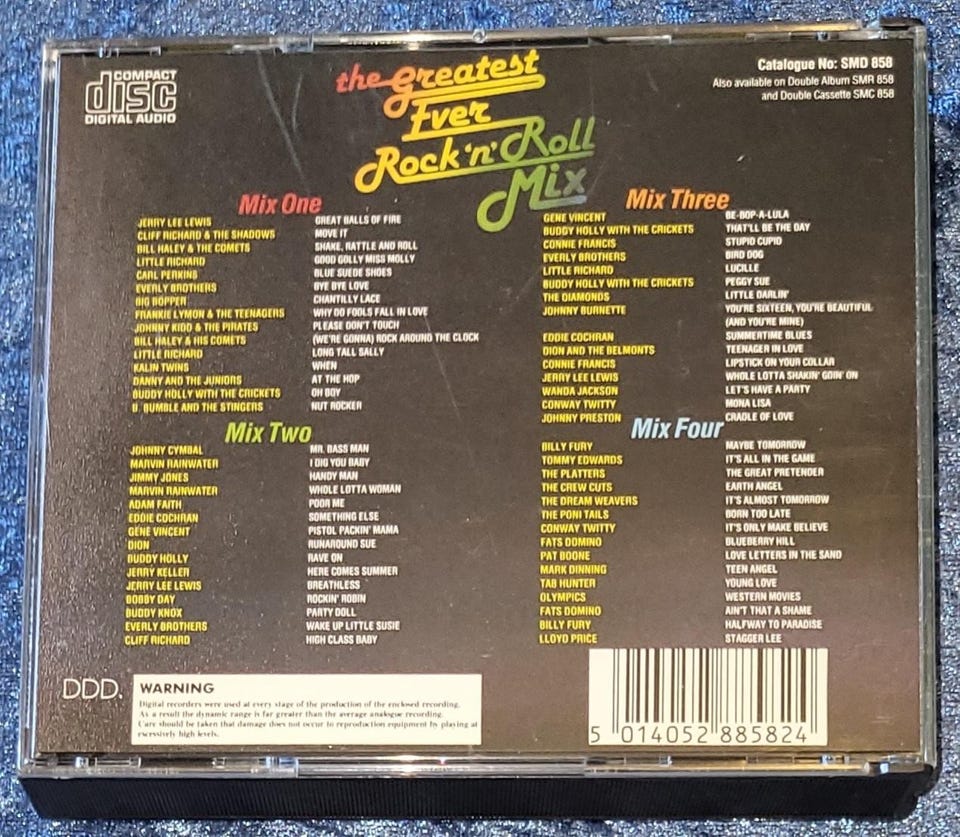 COMPACT
disc
DIGITAL AUDIO
the Greatest
Ever
Rock 'n' Roll
Mix
Catalogue No: SMD 858
Also available on Double Album SMR 858
and Double Cassette SMC 858
Mix One
JERRY LEE LEWIS GREAT BALLS OF FIRE
CLIFF RICHARD & THE SHADOWS MOVE IT
BILL HALEY & THE COMETS SHAKE, RATTLE AND ROLL
LITTLE RICHARD GOOD GOLLY MISS MOLLY
CARL PERKINS BLUE SUEDE SHOES
EVERLY BROTHERS BYE BYE LOVE
BIG BOPPER CHANTILLY LACE
FRANKIE LYMON & THE TEENAGERS WHY DO FOOLS FALL IN LOVE
JOHNNY KIDD & THE PIRATES PLEASE DON'T TOUCH
BILL HALEY & HIS COMETS (WE'RE GONNA) ROCK AROUND THE CLOCK
LITTLE RICHARD LONG TALL SALLY
KALIN TWINS WHEN
DANNY AND THE JUNIORS AT THE HOP
BUDDY HOLLY WITH THE CRICKETS OH BOY
B. BUMBLE AND THE STINGERS NUT ROCKER
Mix Two
JOHNNY CYMBAL MR. BASS MAN
MARVIN RAINWATER I DIG YOU BABY
JIMMY JONES HANDY MAN
MARVIN RAINWATER WHOLE LOTTA WOMAN
ADAM FAITH POOR ME
EDDIE COCHRAN SOMETHING ELSE
GENE VINCENT PISTOL PACKIN' MAMA
DION RUNAROUND SUE
BUDDY HOLLY RAVE ON
JERRY KELLER HERE COMES SUMMER
JERRY LEE LEWIS BREATHLESS
BOBBY DAY ROCKIN' ROBIN
BUDDY KNOX PARTY DOLL
EVERLY BROTHERS WAKE UP LITTLE SUSIE
CLIFF RICHARD HIGH CLASS BABY
Mix Three
GENE VINCENT BE-BOP-A-LULA
BUDDY HOLLY WITH THE CRICKETS THAT'LL BE THE DAY
CONNIE FRANCIS STUPID CUPID
EVERLY BROTHERS BIRD DOG
LITTLE RICHARD LUCILLE
BUDDY HOLLY WITH THE CRICKETS PEGGY SUE
THE DIAMONDS LITTLE DARLIN'
JOHNNY BURNETTE YOU'RE SIXTEEN, YOU'RE BEAUTIFUL
(AND YOU'RE MINE)
EDDIE COCHRAN SUMMERTIME BLUES
DION AND THE BELMONTS TEENAGER IN LOVE
CONNIE FRANCIS LIPSTICK ON YOUR COLLAR
JERRY LEE LEWIS WHOLE LOTTA SHAKIN' GOIN' ON
WANDA JACKSON LET'S HAVE A PARTY
CONWAY TWITTY MONA LISA
JOHNNY PRESTON CRADLE OF LOVE
Mix Four
BILLY FURY MAYBE TOMORROW
TOMMY EDWARDS IT'S ALL IN THE GAME
THE PLATTERS THE GREAT PRETENDER
THE CREW CUTS EARTH ANGEL
THE DREAM WEAVERS IT'S ALMOST TOMORROW
THE PONI TAILS BORN TOO LATE
CONWAY TWITTY IT'S ONLY MAKE BELIEVE
FATS DOMINO BLUEBERRY HILL
PAT BOONE LOVE LETTERS IN THE SAND
MARK DINNING TEEN ANGEL
TAB HUNTER YOUNG LOVE
OLYMPICS WESTERN MOVIES
FATS DOMINO AIN'T THAT A SHAME
BILLY FURY HALFWAY TO PARADISE
LLOYD PRICE STAGGER LEE
DDD.
WARNING
Digital recorders were used at every stage of the production of the enclosed recording.
As a result the dynamic range is far greater than the average analogue recording.
Care should be taken that damage does not occur to reproduction equipment by playing at
excessively high levels.
5 014052 885824